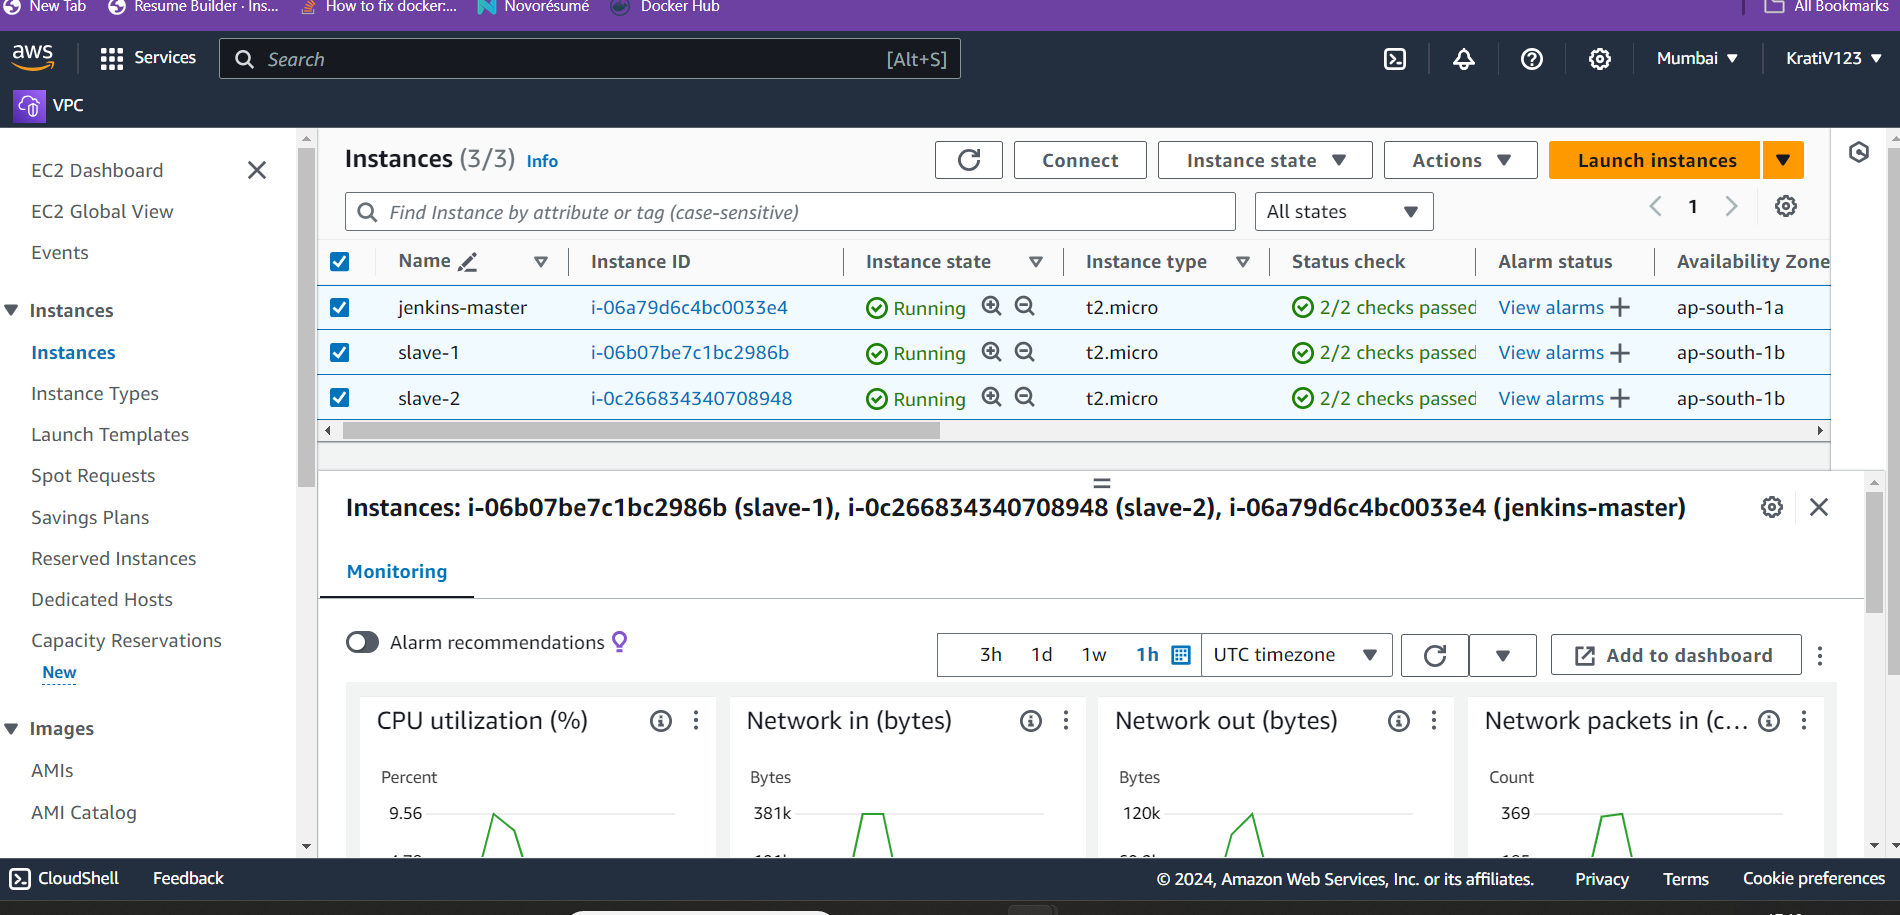 New Tab
Resume Builder · Ins...
How to fix docker:...
Novorésumé
Docker Hub
All Bookmarks
aws
Services
Search
[Alt+S]
Mumbai
KratiV123
VPC
EC2 Dashboard
EC2 Global View
Events
Instances
Instances
Instance Types
Launch Templates
Spot Requests
Savings Plans
Reserved Instances
Dedicated Hosts
Capacity Reservations
New
Images
AMIs
AMI Catalog
Instances (3/3) Info
Connect
Instance state
Actions
Launch instances
Find Instance by attribute or tag (case-sensitive)
All states
1
Name Instance ID Instance state Instance type Status check Alarm status Availability Zone
jenkins-master i-06a79d6c4bc0033e4 Running t2.micro 2/2 checks passed View alarms ap-south-1a
slave-1 i-06b07be7c1bc2986b Running t2.micro 2/2 checks passed View alarms ap-south-1b
slave-2 i-0c266834340708948 Running t2.micro 2/2 checks passed View alarms ap-south-1b
Instances: i-06b07be7c1bc2986b (slave-1), i-0c266834340708948 (slave-2), i-06a79d6c4bc0033e4 (jenkins-master)
Monitoring
Alarm recommendations
3h 1d 1w 1h
UTC timezone
Add to dashboard
CPU utilization (%)
Percent
9.56
Network in (bytes)
Bytes
381k
Network out (bytes)
Bytes
120k
Network packets in (c...
Count
369
CloudShell
Feedback
© 2024, Amazon Web Services, Inc. or its affiliates.
Privacy
Terms
Cookie preferences